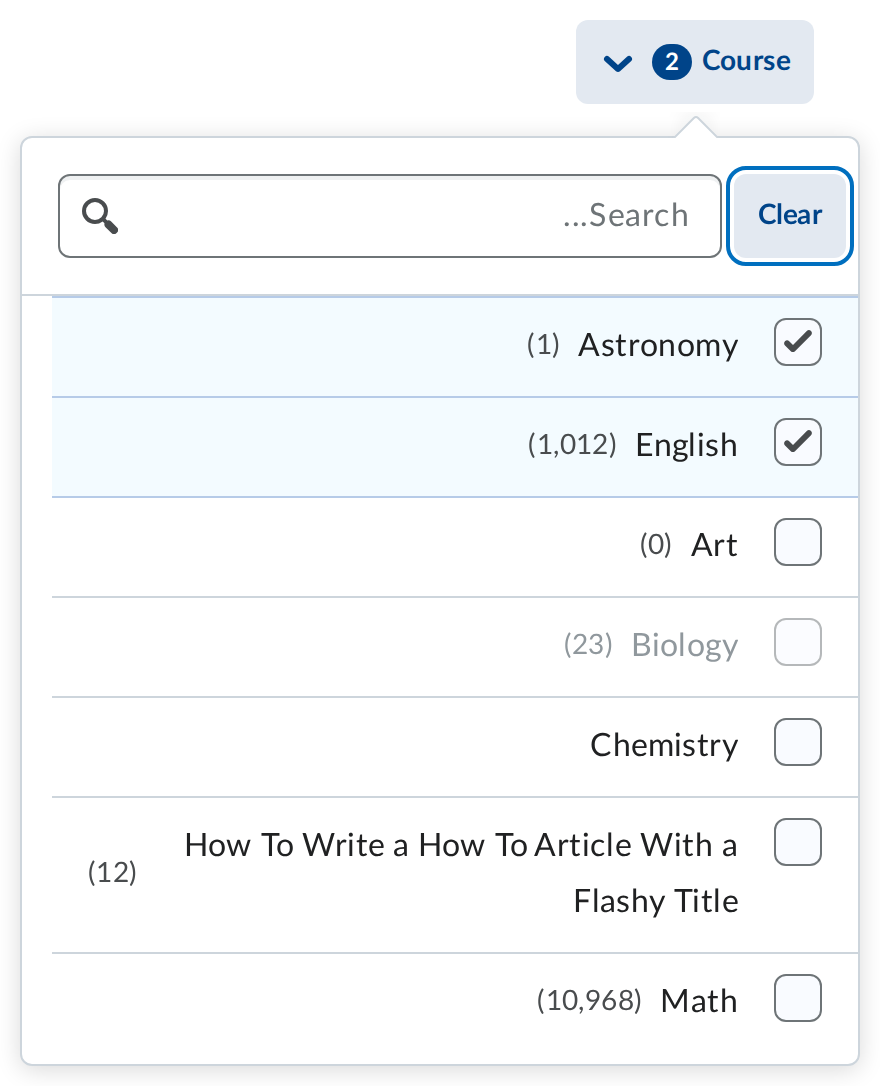 2 Course
...Search
Clear
(1) Astronomy
(1,012) English
(0) Art
(23) Biology
Chemistry
How To Write a How To Article With a
(12)
Flashy Title
(10,968) Math